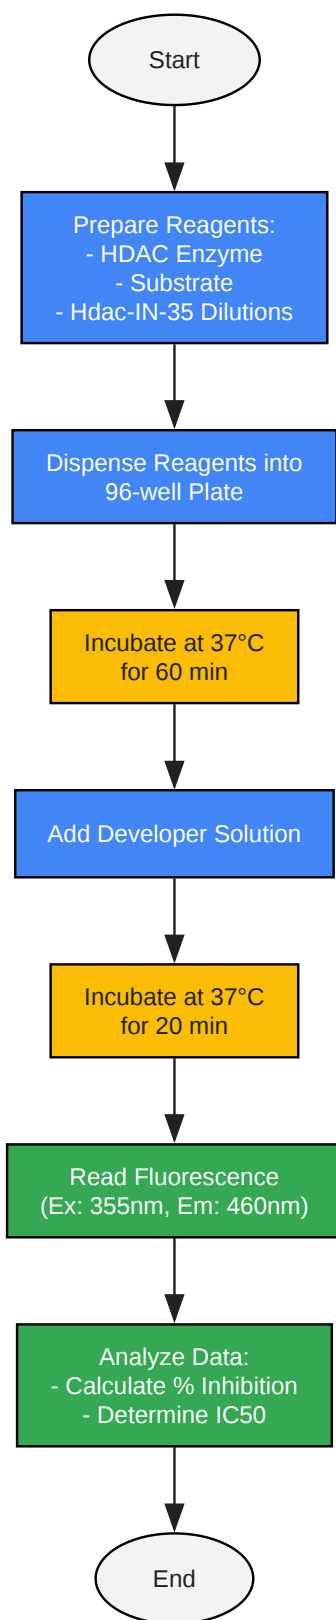 Start
Prepare Reagents:
- HDAC Enzyme
- Substrate
- Hdac-IN-35 Dilutions
Dispense Reagents into
96-well Plate
Incubate at 37°C
for 60 min
Add Developer Solution
Incubate at 37°C
for 20 min
Read Fluorescence
(Ex: 355nm, Em: 460nm)
Analyze Data:
- Calculate % Inhibition
- Determine IC50
End